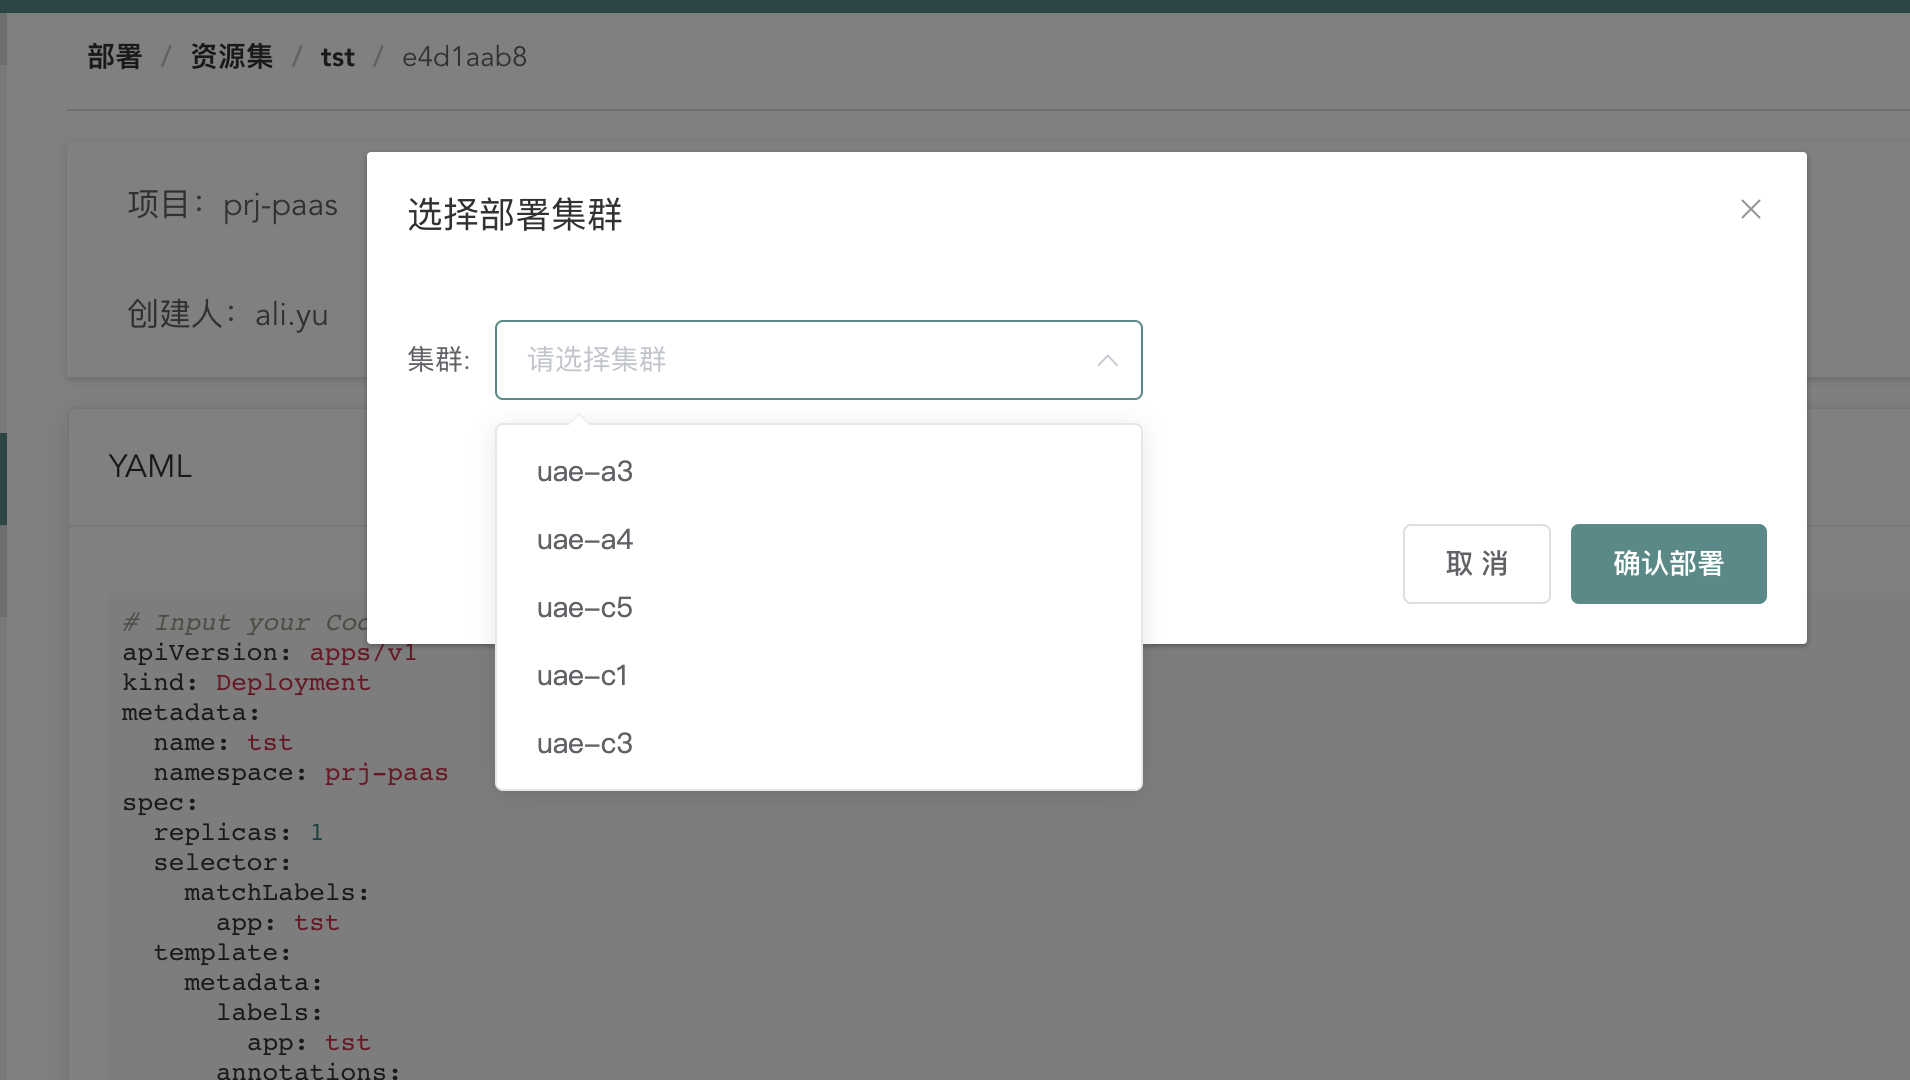 部署 / 资源集 / tst / e4d1aab8
项目：prj-paas
创建人：ali.yu
选择部署集群
集群:
请选择集群
uae-a3
uae-a4
uae-c5
uae-c1
uae-c3
取 消
确认部署
YAML
# Input your
apiVersion: apps/v1
kind: Deployment
metadata:
  name: tst
  namespace: prj-paas
spec:
  replicas: 1
  selector:
    matchLabels:
      app: tst
  template:
    metadata:
      labels:
        app: tst
      annotations: